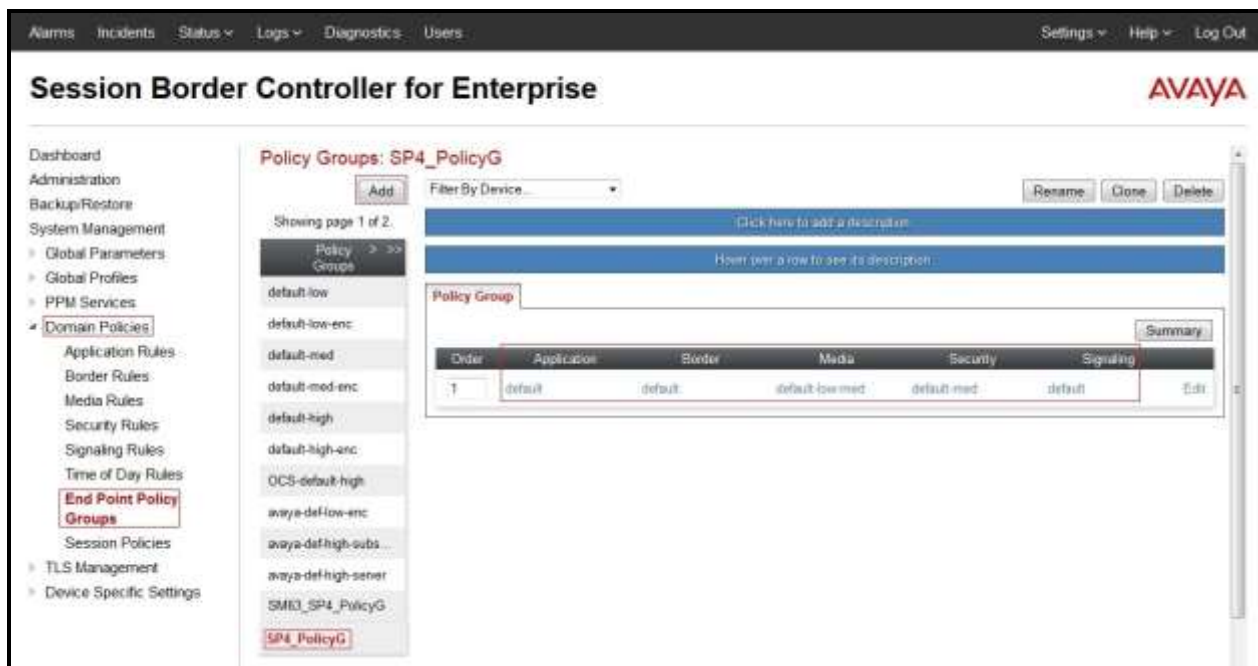 Alarms Incidents Status Logs Diagnostics Users Settings Help Log Out
Session Border Controller for Enterprise
AVAYA
Dashboard
Administration
Backup/Restore
System Management
Global Parameters
Global Profiles
PPM Services
Domain Policies
Application Rules
Border Rules
Media Rules
Security Rules
Signaling Rules
Time of Day Rules
End Point Policy
Groups
Session Policies
TLS Management
Device Specific Settings
Policy Groups: SP4_PolicyG
Add
Showing page 1 of 2.
Policy > >>
Groups
default-low
default-low-enc
default-med
default-med-enc
default-high
default-high-enc
OCS-default-high
avaya-def-low-enc
avaya-def-high-subs...
avaya-def-high-server
SM63_SP4_PolicyG
SP4_PolicyG
Filter By Device...
Rename Clone Delete
Click here to add a description.
Hover over a row to see its description.
Policy Group
Summary
Order Application Border Media Security Signaling
1 default default default-low-med default-med default Edit